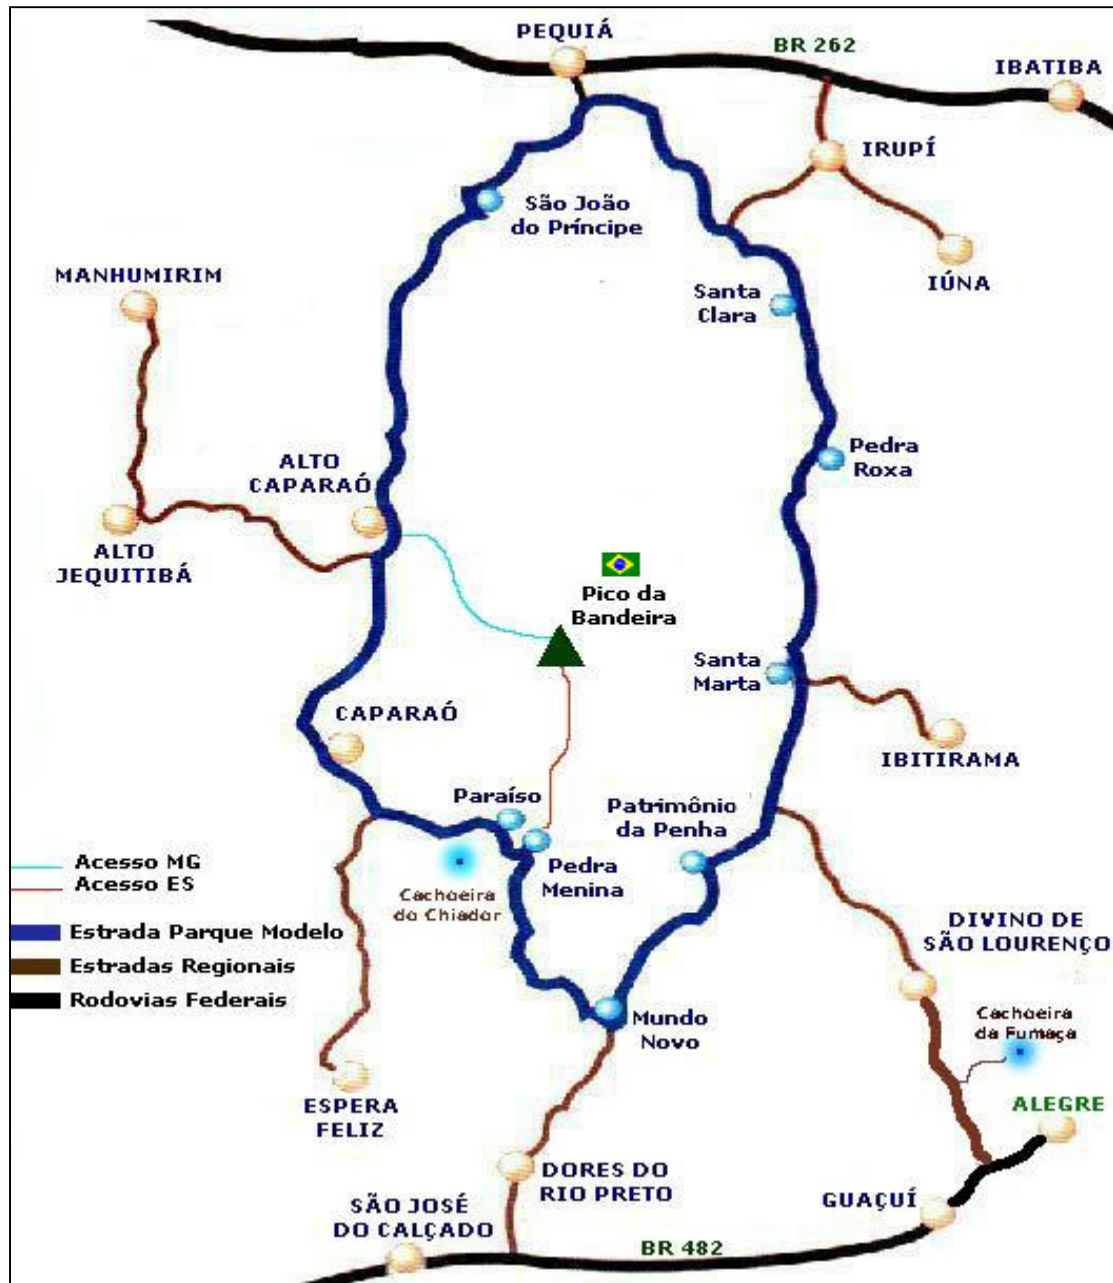 PEQUIÁ
BR 262
IBATIBA
IRUPÍ
São João
do Príncipe
MANHUMIRIM
IÚNA
Santa
Clara
ALTO
CAPARAÓ
Pedra
Roxa
ALTO
JEQUITIBÁ
Pico da
Bandeira
Santa
Marta
CAPARAÓ
IBITIRAMA
Paraíso
Patrimônio
da Penha
Acesso MG
Acesso ES
Pedra
Menina
Cachoeira
do Chiador
Estrada Parque Modelo
Estradas Regionais
Rodovias Federais
DIVINO DE
SÃO LOURENÇO
Mundo
Novo
Cachoeira
da Fumaça
ESPERA
FELIZ
ALEGRE
DORES DO
RIO PRETO
GUAÇUÍ
SÃO JOSÉ
DO CALÇADO
BR 482